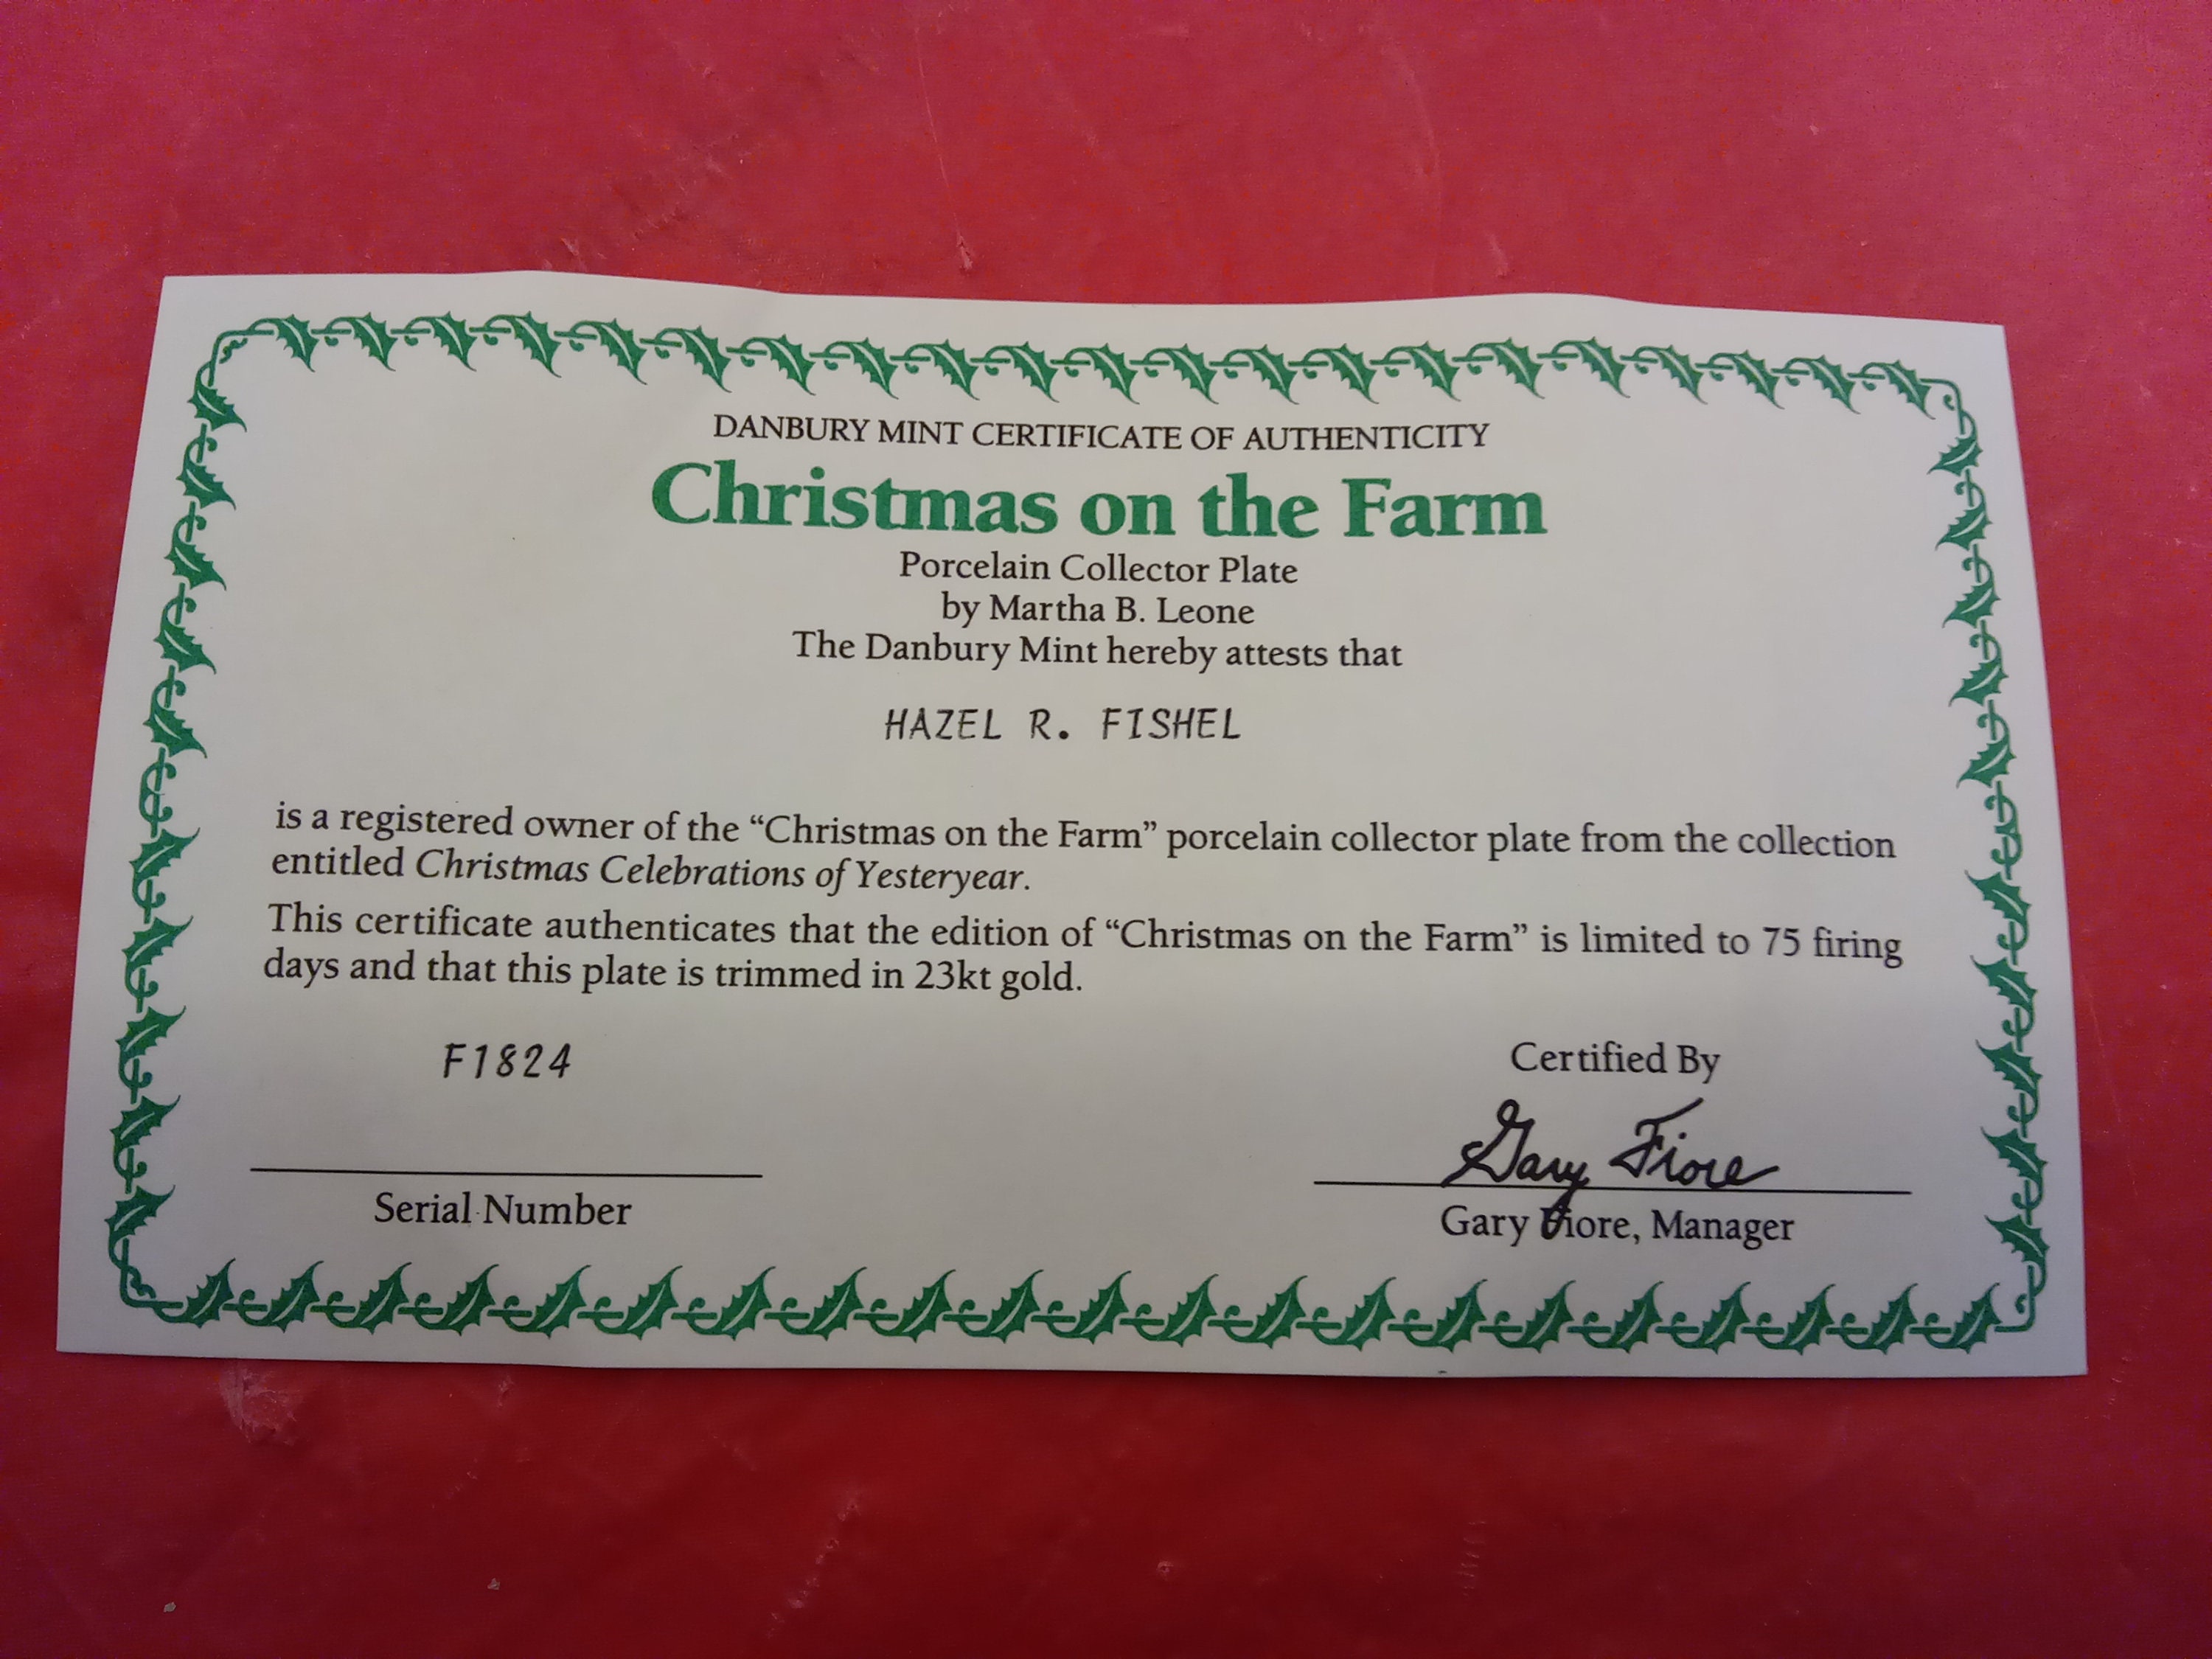 DANBURY MINT CERTIFICATE OF AUTHENTICITY
Christmas on the Farm
Porcelain Collector Plate
by Martha B. Leone
The Danbury Mint hereby attests that
HAZEL R. FISHEL
is a registered owner of the “Christmas on the Farm” porcelain collector plate from the collection
entitled Christmas Celebrations of Yesteryear.
This certificate authenticates that the edition of “Christmas on the Farm” is limited to 75 firing
days and that this plate is trimmed in 23kt gold.
F1824
Serial Number
Certified By
Gary Fiore
Gary Fiore, Manager